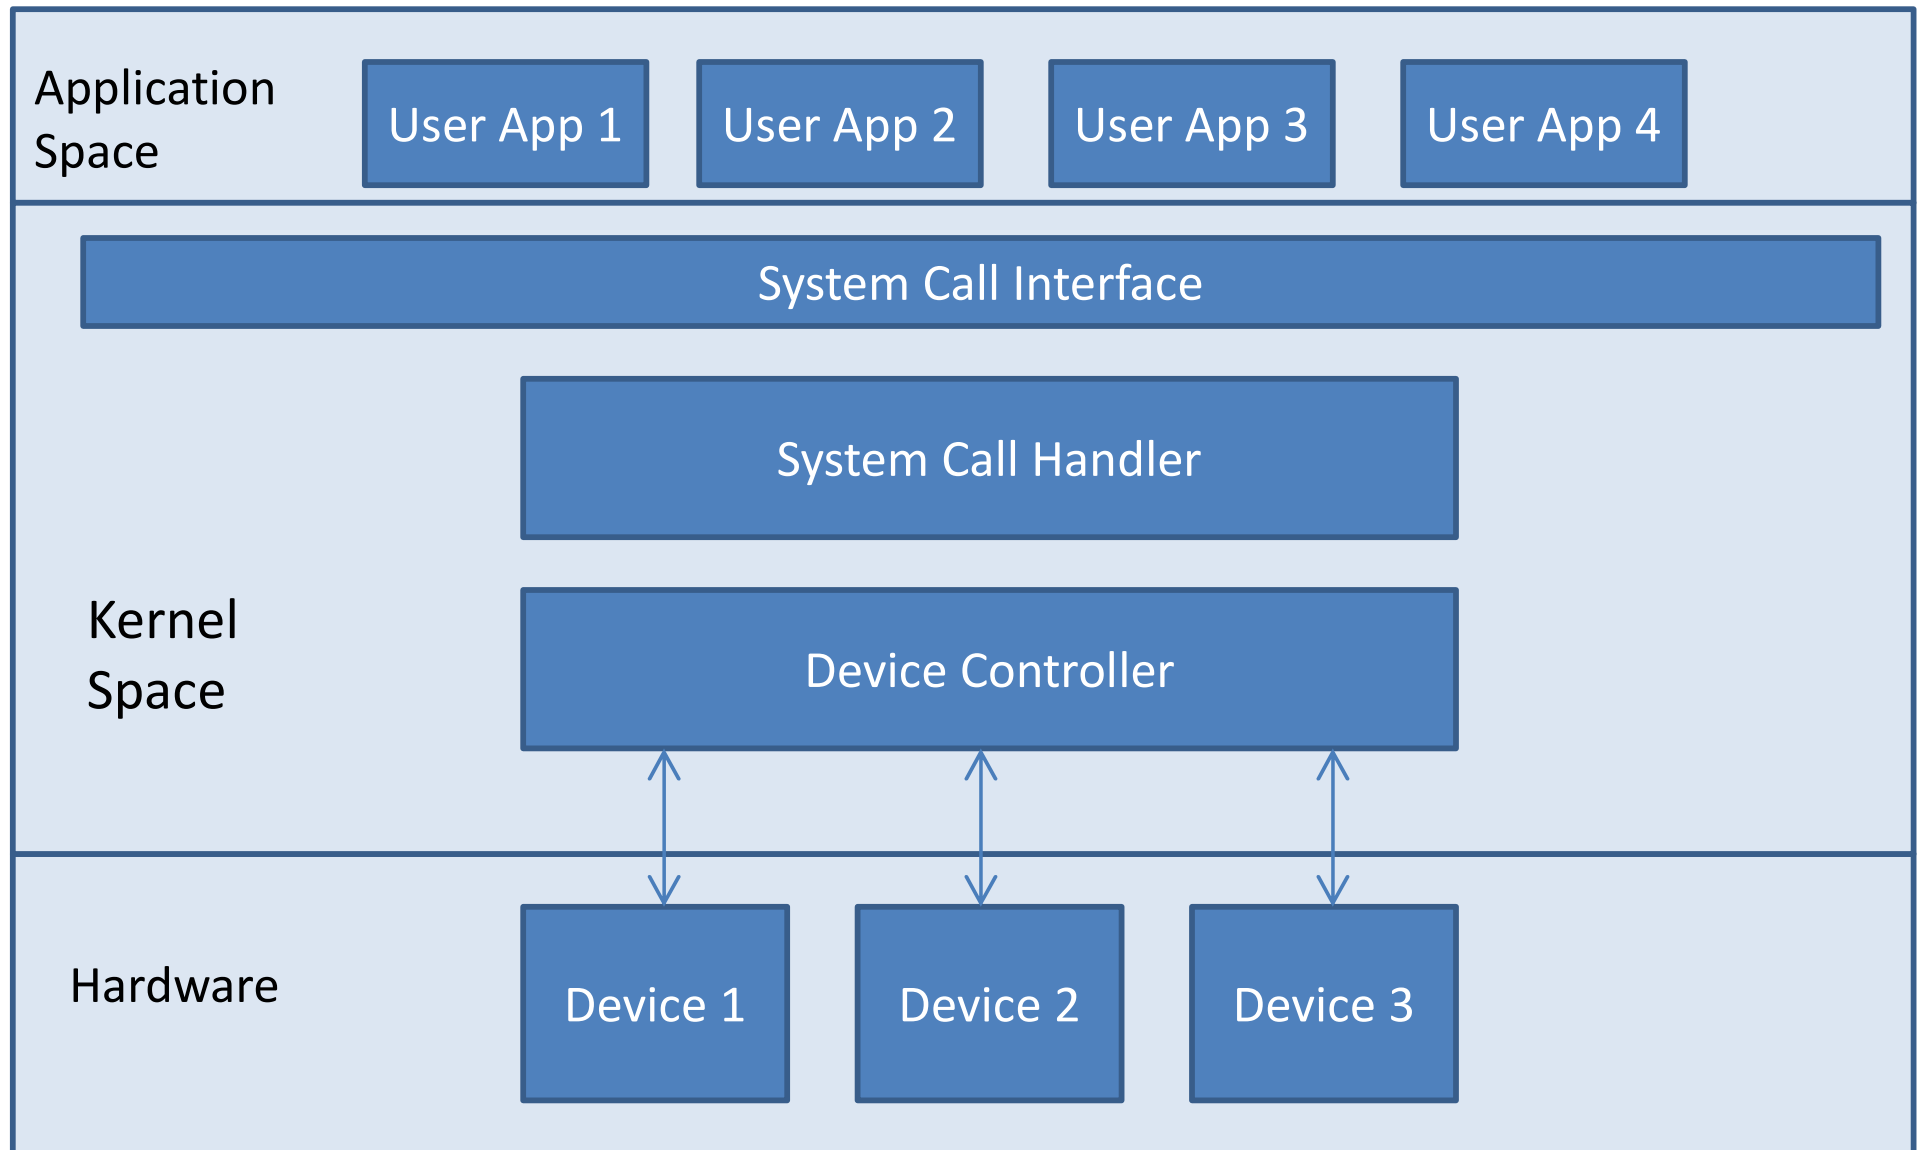 Application
Space
User App 1
User App 2
User App 3
User App 4
System Call Interface
System Call Handler
Kernel
Space
Device Controller
Hardware
Device 1
Device 2
Device 3